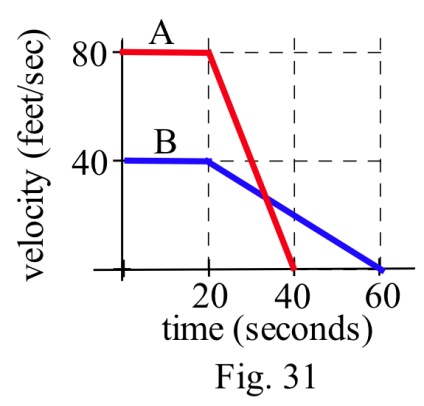 velocity (feet/sec)
80
40
A
B
20 40 60
time (seconds)
Fig. 31